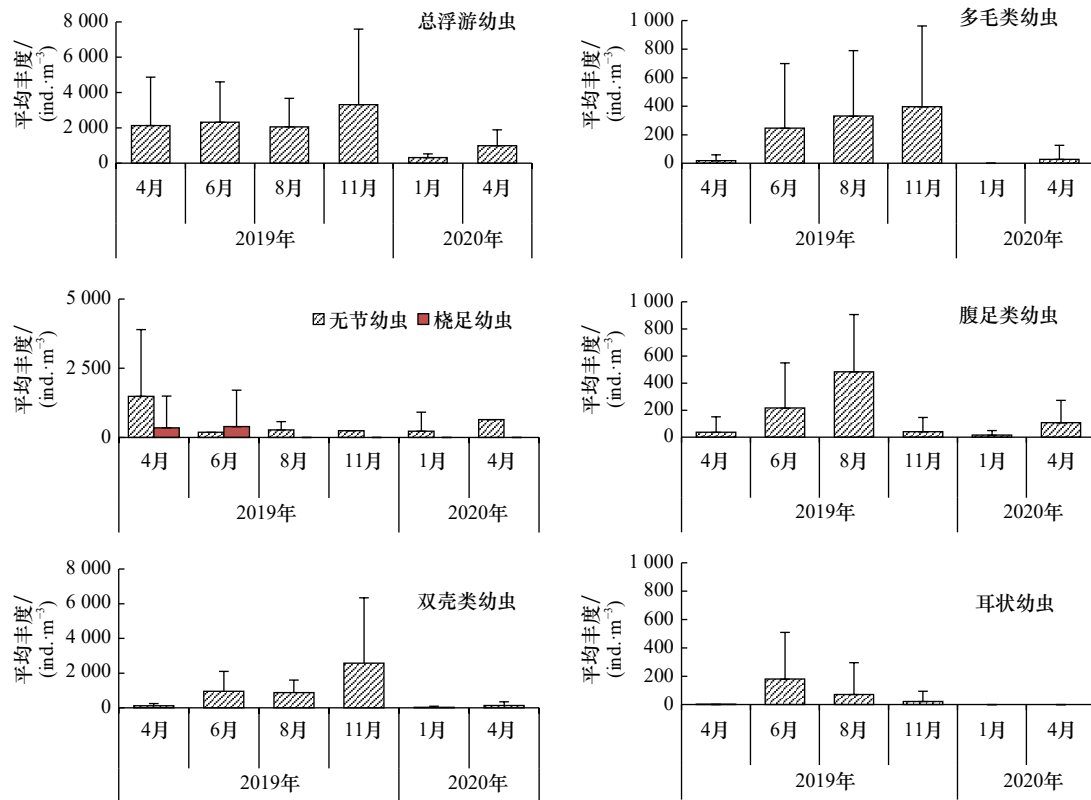 总浮游幼虫
平均丰度/
(ind.·m⁻³)
8 000
6 000
4 000
2 000
0
4月 6月 8月 11月 1月 4月
2019年 2020年
多毛类幼虫
平均丰度/
(ind.·m⁻³)
1 000
800
600
400
200
0
4月 6月 8月 11月 1月 4月
2019年 2020年
无节幼虫 桡足幼虫
平均丰度/
(ind.·m⁻³)
5 000
2 500
0
4月 6月 8月 11月 1月 4月
2019年 2020年
腹足类幼虫
平均丰度/
(ind.·m⁻³)
1 000
800
600
400
200
0
4月 6月 8月 11月 1月 4月
2019年 2020年
双壳类幼虫
平均丰度/
(ind.·m⁻³)
8 000
6 000
4 000
2 000
0
4月 6月 8月 11月 1月 4月
2019年 2020年
耳状幼虫
平均丰度/
(ind.·m⁻³)
1 000
800
600
400
200
0
4月 6月 8月 11月 1月 4月
2019年 2020年